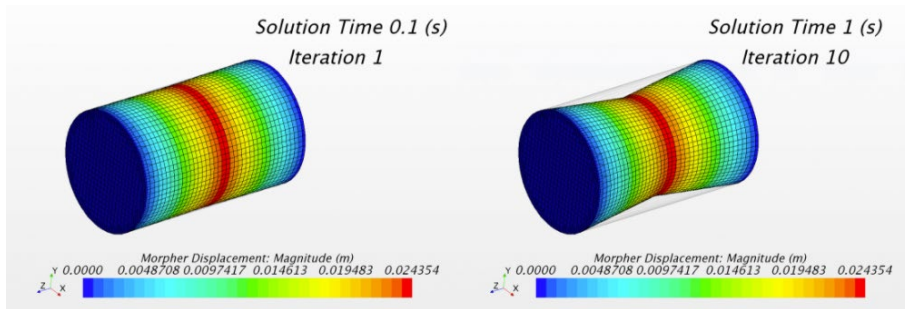 Solution Time 0.1 (s)
Iteration 1
Morpher Displacement: Magnitude (m)
0.0000 0.0048708 0.0097417 0.014613 0.019483 0.024354
Y
Z X
Solution Time 1 (s)
Iteration 10
Morpher Displacement: Magnitude (m)
0.0000 0.0048708 0.0097417 0.014613 0.019483 0.024354
Y
Z X